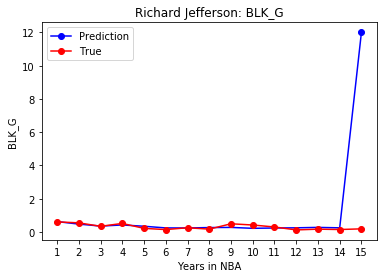 Richard Jefferson: BLK_G
Prediction
True
12
10
8
6
4
2
0
BLK_G
1 2 3 4 5 6 7 8 9 10 11 12 13 14 15
Years in NBA